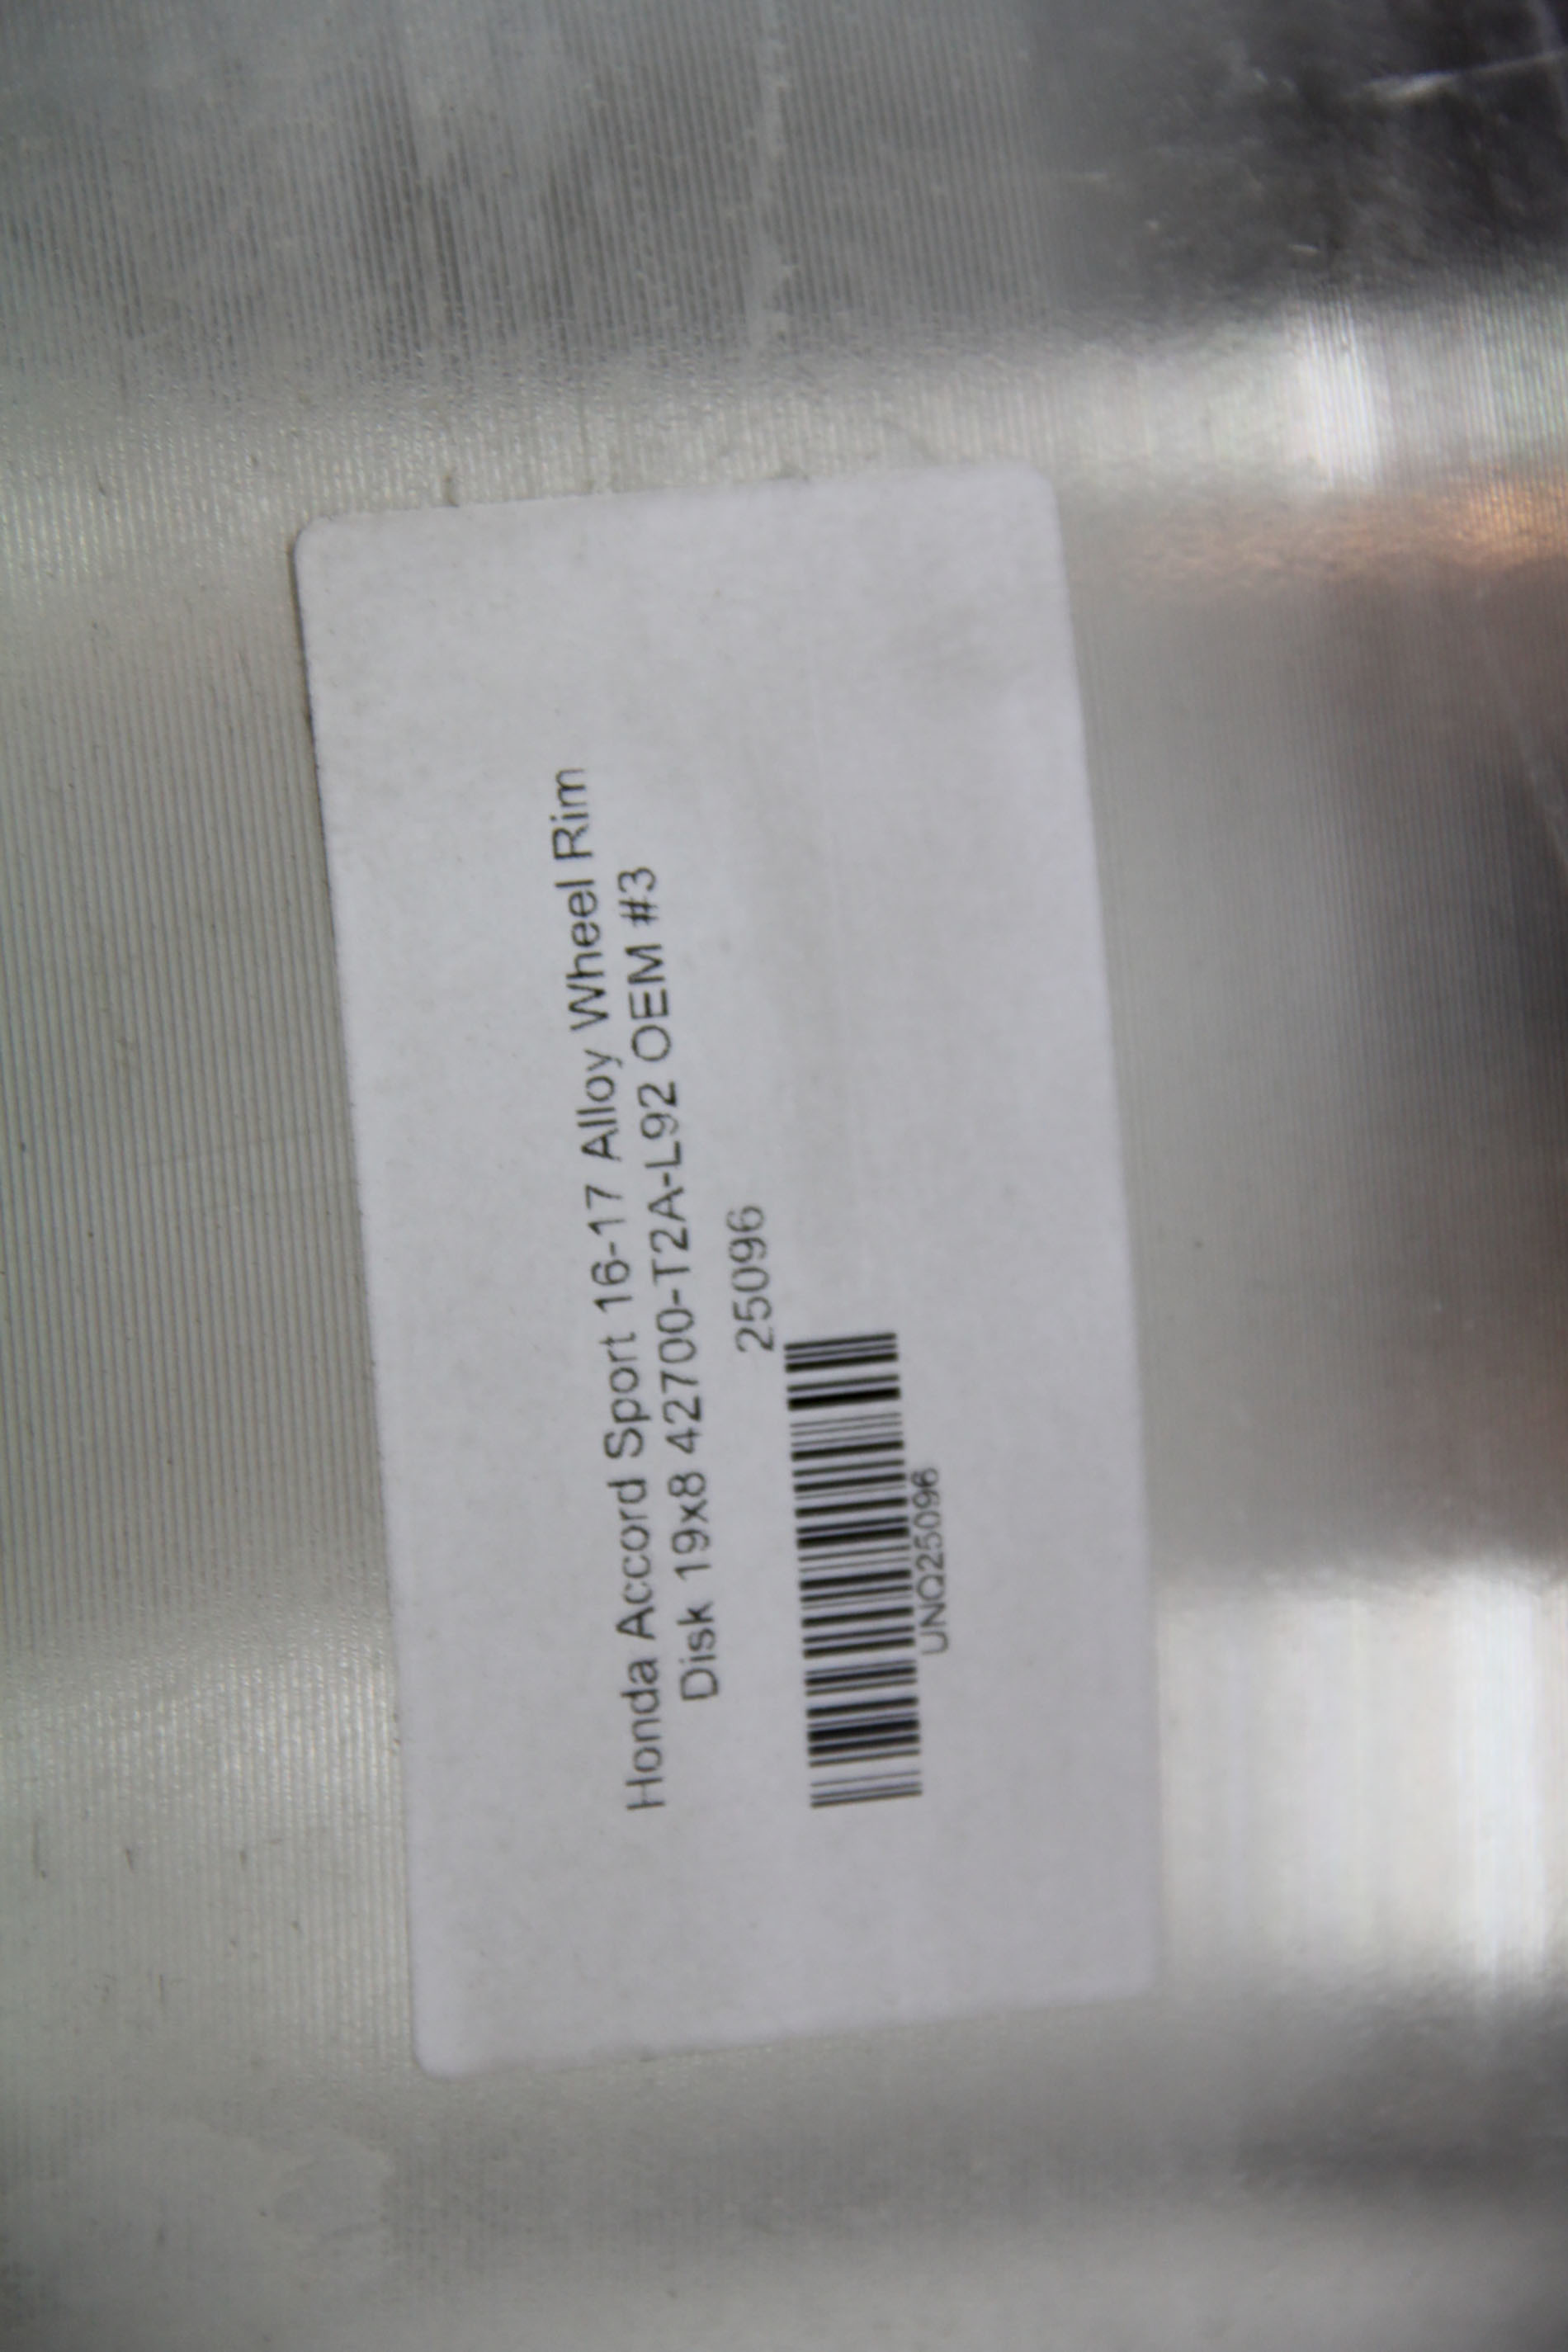 Honda Accord Sport 16-17 Alloy Wheel Rim
Disk 19x8 42700-T2A-L92 OEM #3
25096
UNQ25096